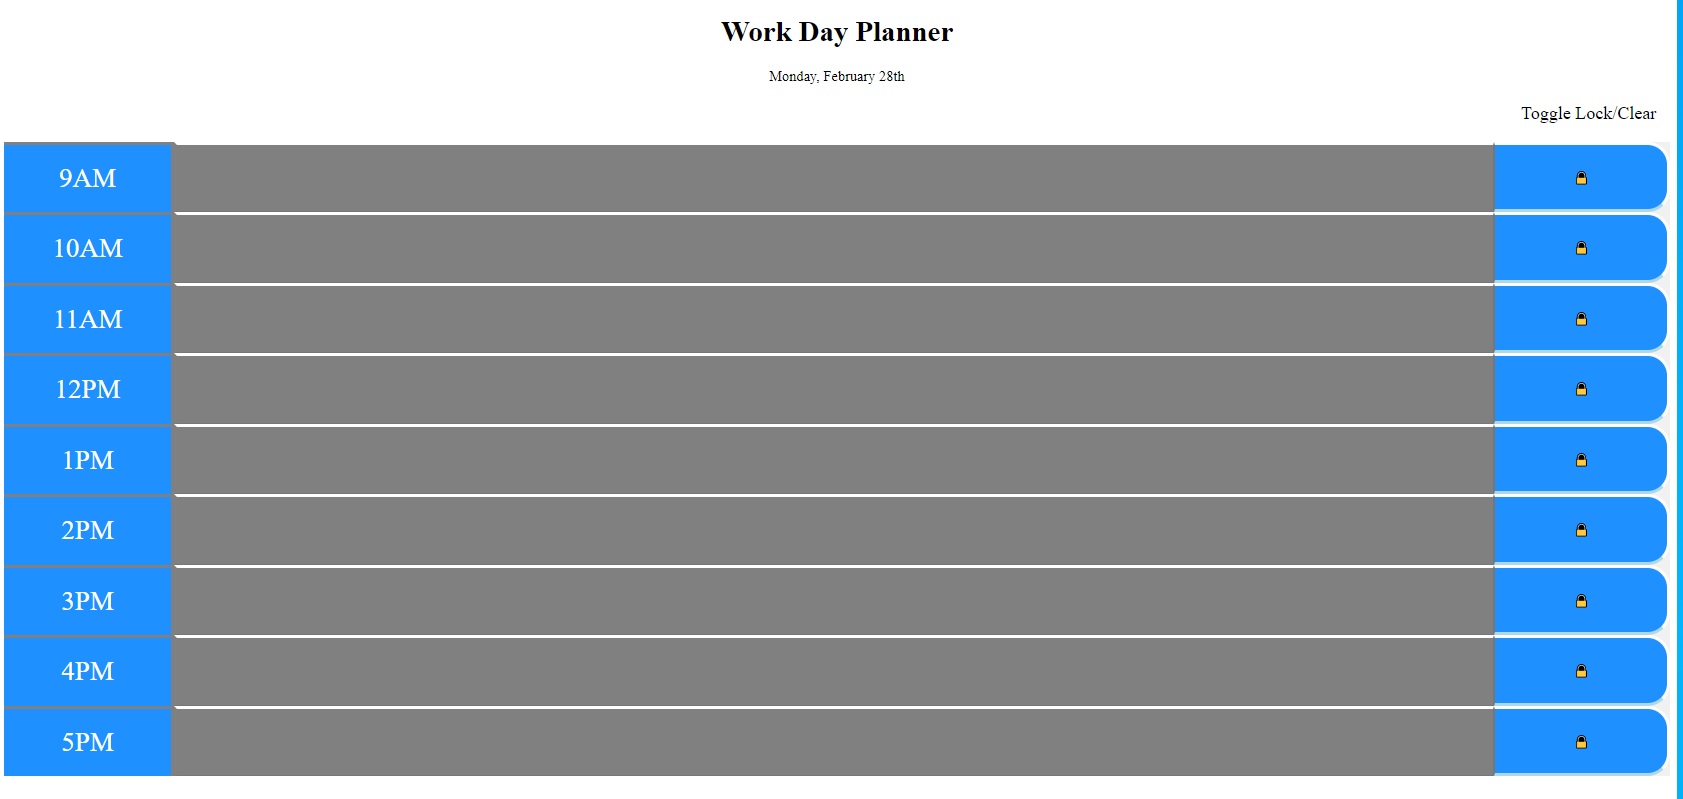 Work Day Planner
Monday, February 28th
Toggle Lock/Clear
9AM
10AM
11AM
12PM
1PM
2PM
3PM
4PM
5PM